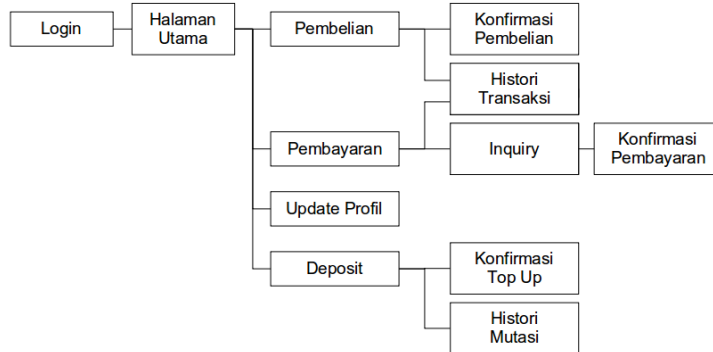 Login
Halaman
Utama
Pembelian
Konfirmasi
Pembelian
Histori
Transaksi
Pembayaran
Inquiry
Konfirmasi
Pembayaran
Update Profil
Deposit
Konfirmasi
Top Up
Histori
Mutasi